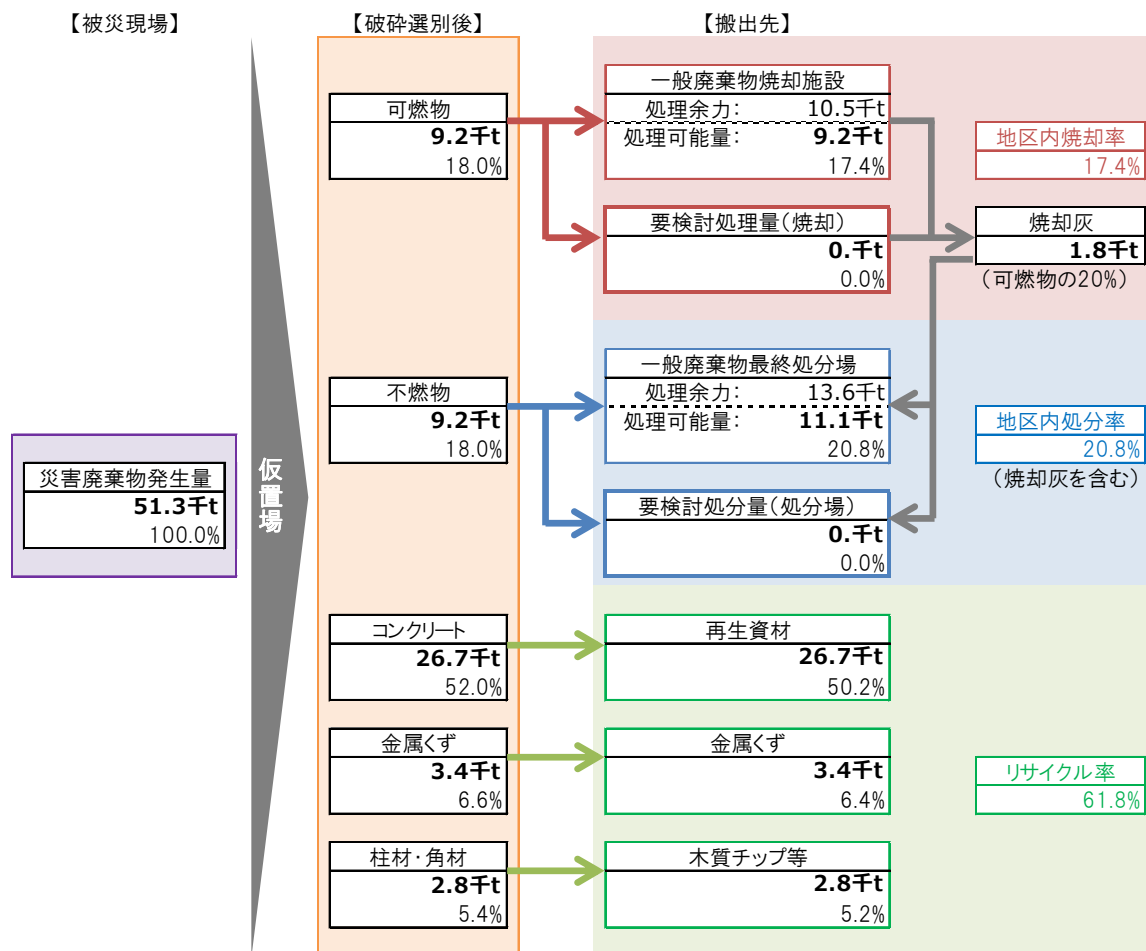 【被災現場】
【破砕選別後】
【搬出先】
災害廃棄物発生量
51.3千t
100.0%
仮置場
可燃物
9.2千t
18.0%
不燃物
9.2千t
18.0%
コンクリート
26.7千t
52.0%
金属くず
3.4千t
6.6%
柱材・角材
2.8千t
5.4%
一般廃棄物焼却施設
処理余力: 10.5千t
処理可能量: 9.2千t
17.4%
要検討処理量(焼却)
0.千t
0.0%
地区内焼却率
17.4%
焼却灰
1.8千t
(可燃物の20%)
一般廃棄物最終処分場
処理余力: 13.6千t
処理可能量: 11.1千t
20.8%
要検討処分量(処分場)
0.千t
0.0%
地区内処分率
20.8%
(焼却灰を含む)
再生資材
26.7千t
50.2%
金属くず
3.4千t
6.4%
木質チップ等
2.8千t
5.2%
リサイクル率
61.8%